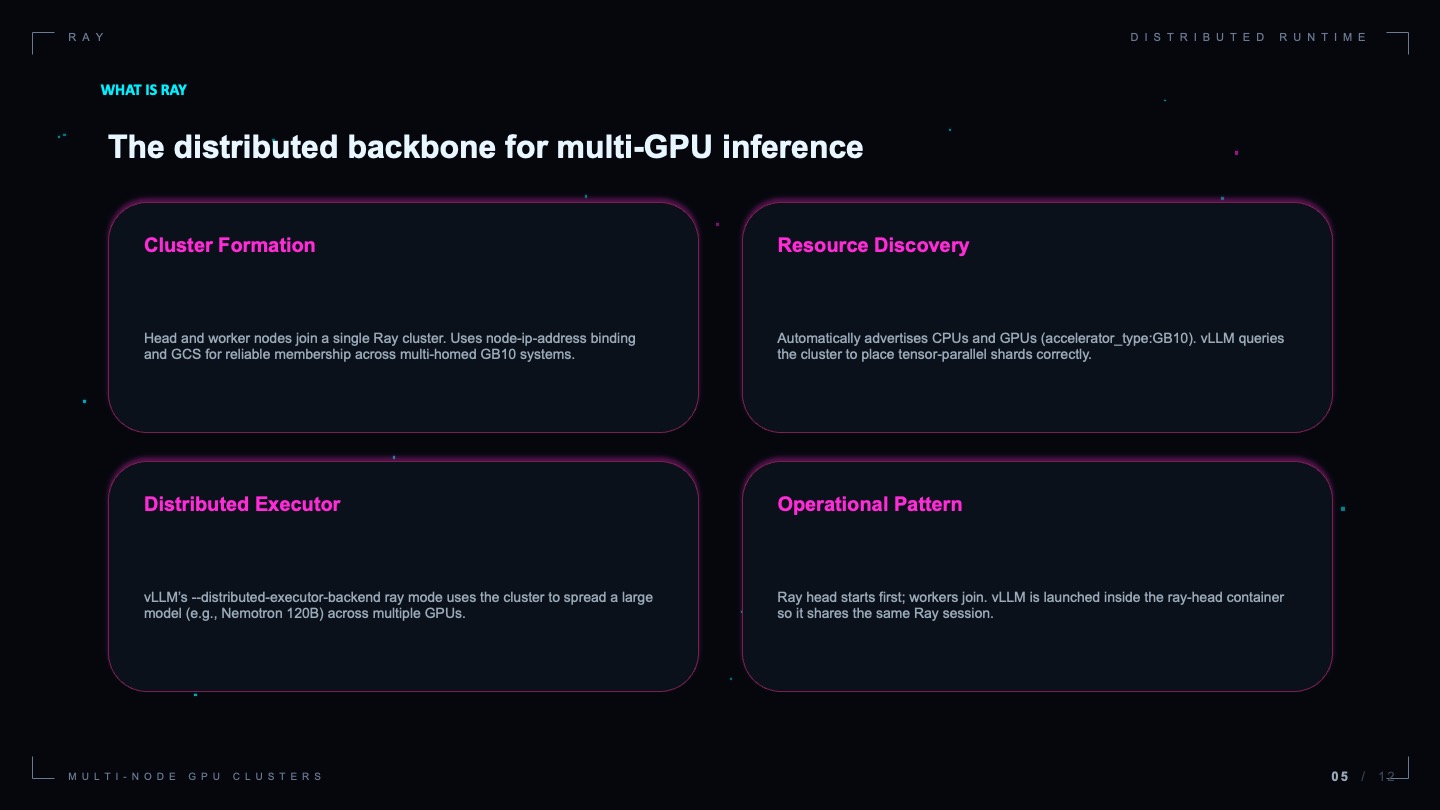 RAY
DISTRIBUTED RUNTIME
WHAT IS RAY
The distributed backbone for multi-GPU inference
Cluster Formation
Head and worker nodes join a single Ray cluster. Uses node-ip-address binding
and GCS for reliable membership across multi-homed GB10 systems.
Resource Discovery
Automatically advertises CPUs and GPUs (accelerator_type:GB10). vLLM queries
the cluster to place tensor-parallel shards correctly.
Distributed Executor
vLLM’s --distributed-executor-backend ray mode uses the cluster to spread a large
model (e.g., Nemotron 120B) across multiple GPUs.
Operational Pattern
Ray head starts first; workers join. vLLM is launched inside the ray-head container
so it shares the same Ray session.
MULTI-NODE GPU CLUSTERS
05 / 12